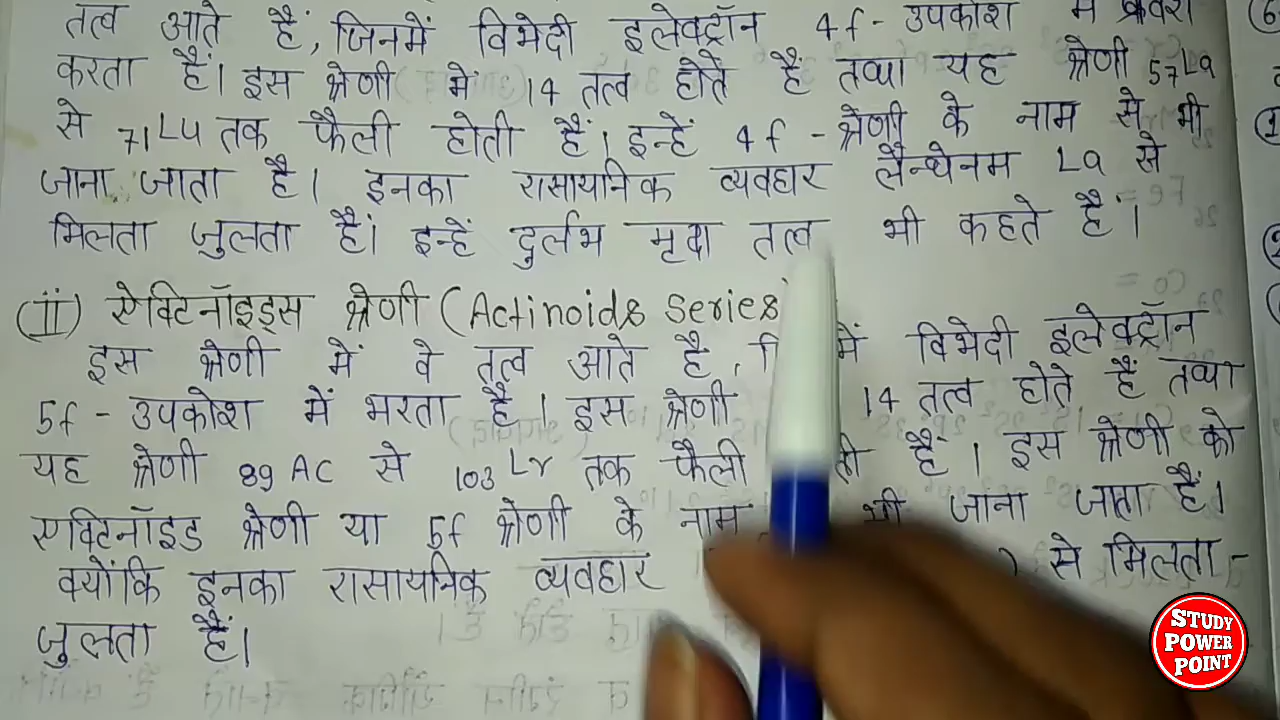 तत्व आते हैं, जिनमें विभेदी इलेक्ट्रॉन 4f - उपकोश में
करता हैं। इस श्रेणी में 14 तत्व होते हैं तथा यह श्रेणी 57La
से 71Lu तक फैली होती हैं। इन्हें 4f - श्रेणी के नाम से भी
जाना जाता है। इनका रासायनिक व्यवहार लैन्थेनम La से
मिलता जुलता है। इन्हें दुर्लभ मृदा तत्व भी कहते हैं।
(ii) ऐक्टिनॉइड्स श्रेणी (Actinoids Series
इस श्रेणी में वे तत्व आते है, में विभेदी इलेक्ट्रॉन
5f - उपकोश में भरता है। इस श्रेणी 14 तत्व होते हैं तथा
यह श्रेणी 89 AC से 103 Lr तक फैली हैं। इस श्रेणी को
एक्टिनॉइड श्रेणी या 5f श्रेणी के नाम भी जाना जाता हैं।
क्योंकि इनका रासायनिक व्यवहार ) से मिलता -
जुलता हैं।
STUDY
POWER
POINT